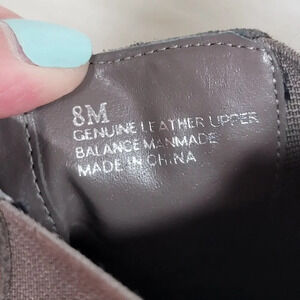 8M
GENUINE LEATHER UPPER
BALANCE MANMADE
MADE IN CHINA